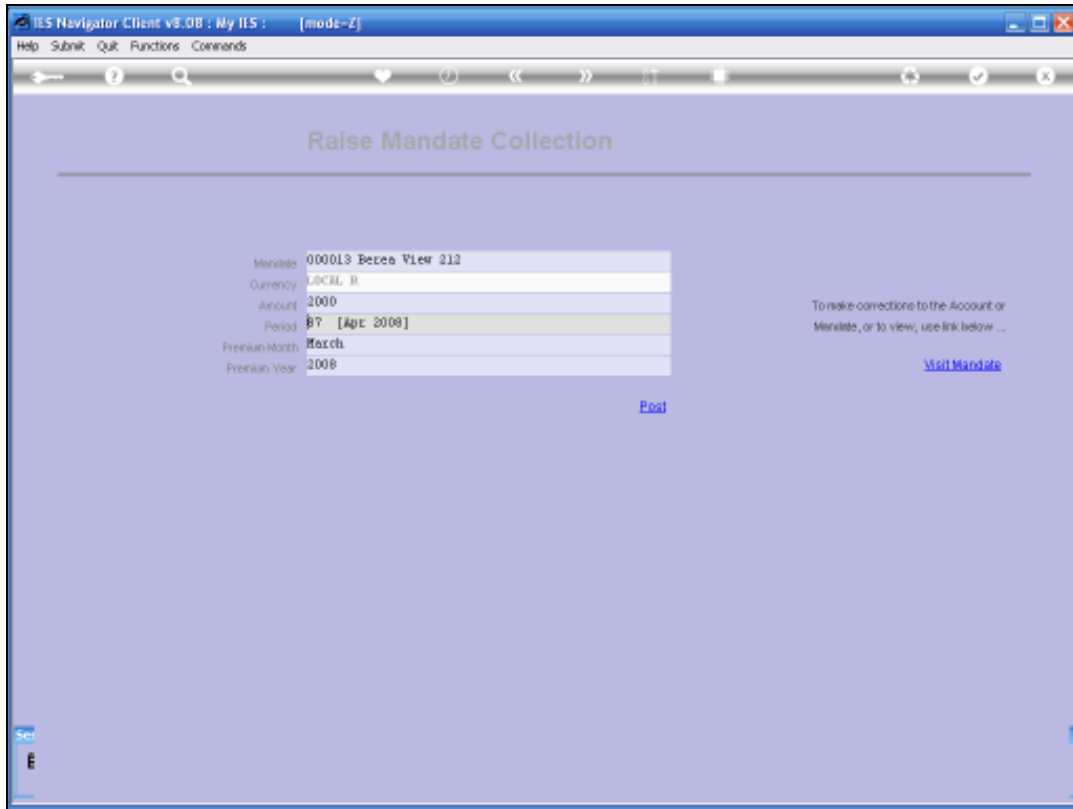 IES Navigator Client v8.08 : My IES : [mode=Z]
Help Submit Quit Functions Commands
Raise Mandate Collection
Mandate 000013 Berea View 212
Currency LOCAL R
Amount 2000
Period 87 [Apr 2008]
Premium Month March
Premium Year 2008
To make corrections to the Account or
Mandate, or to view, use link below ...
Visit Mandate
Post